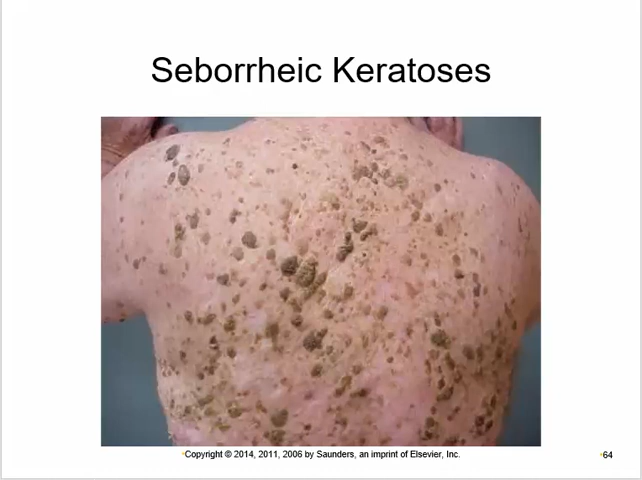 Seborrheic Keratoses
•Copyright © 2014, 2011, 2006 by Saunders, an imprint of Elsevier, Inc.
•64